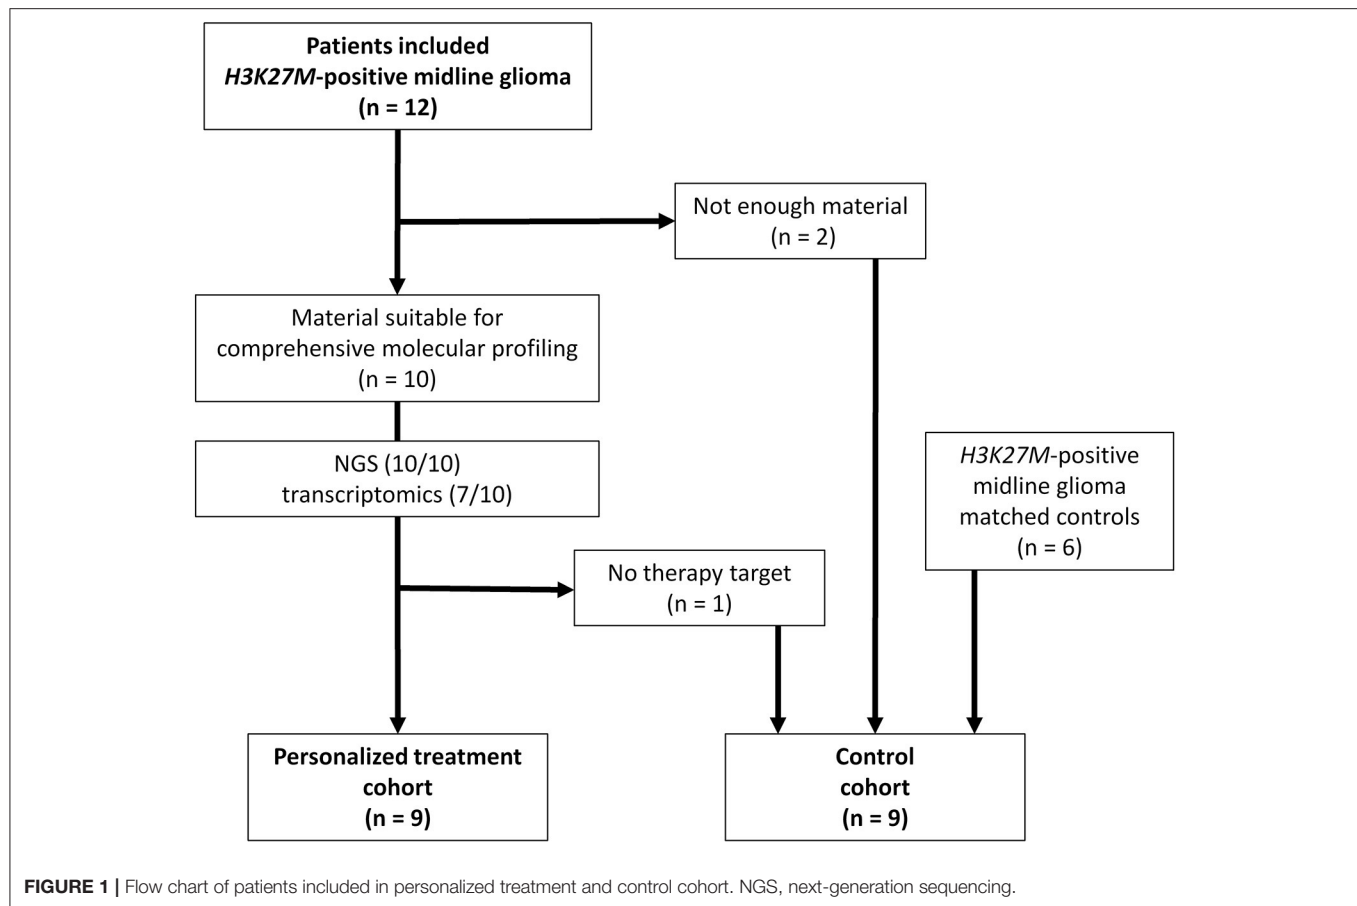 Patients included
H3K27M-positive midline glioma
(n = 12)
Not enough material
(n = 2)
Material suitable for
comprehensive molecular profiling
(n = 10)
NGS (10/10)
transcriptomics (7/10)
H3K27M-positive
midline glioma
matched controls
(n = 6)
No therapy target
(n = 1)
Personalized treatment
cohort
(n = 9)
Control
cohort
(n = 9)
FIGURE 1 | Flow chart of patients included in personalized treatment and control cohort. NGS, next-generation sequencing.